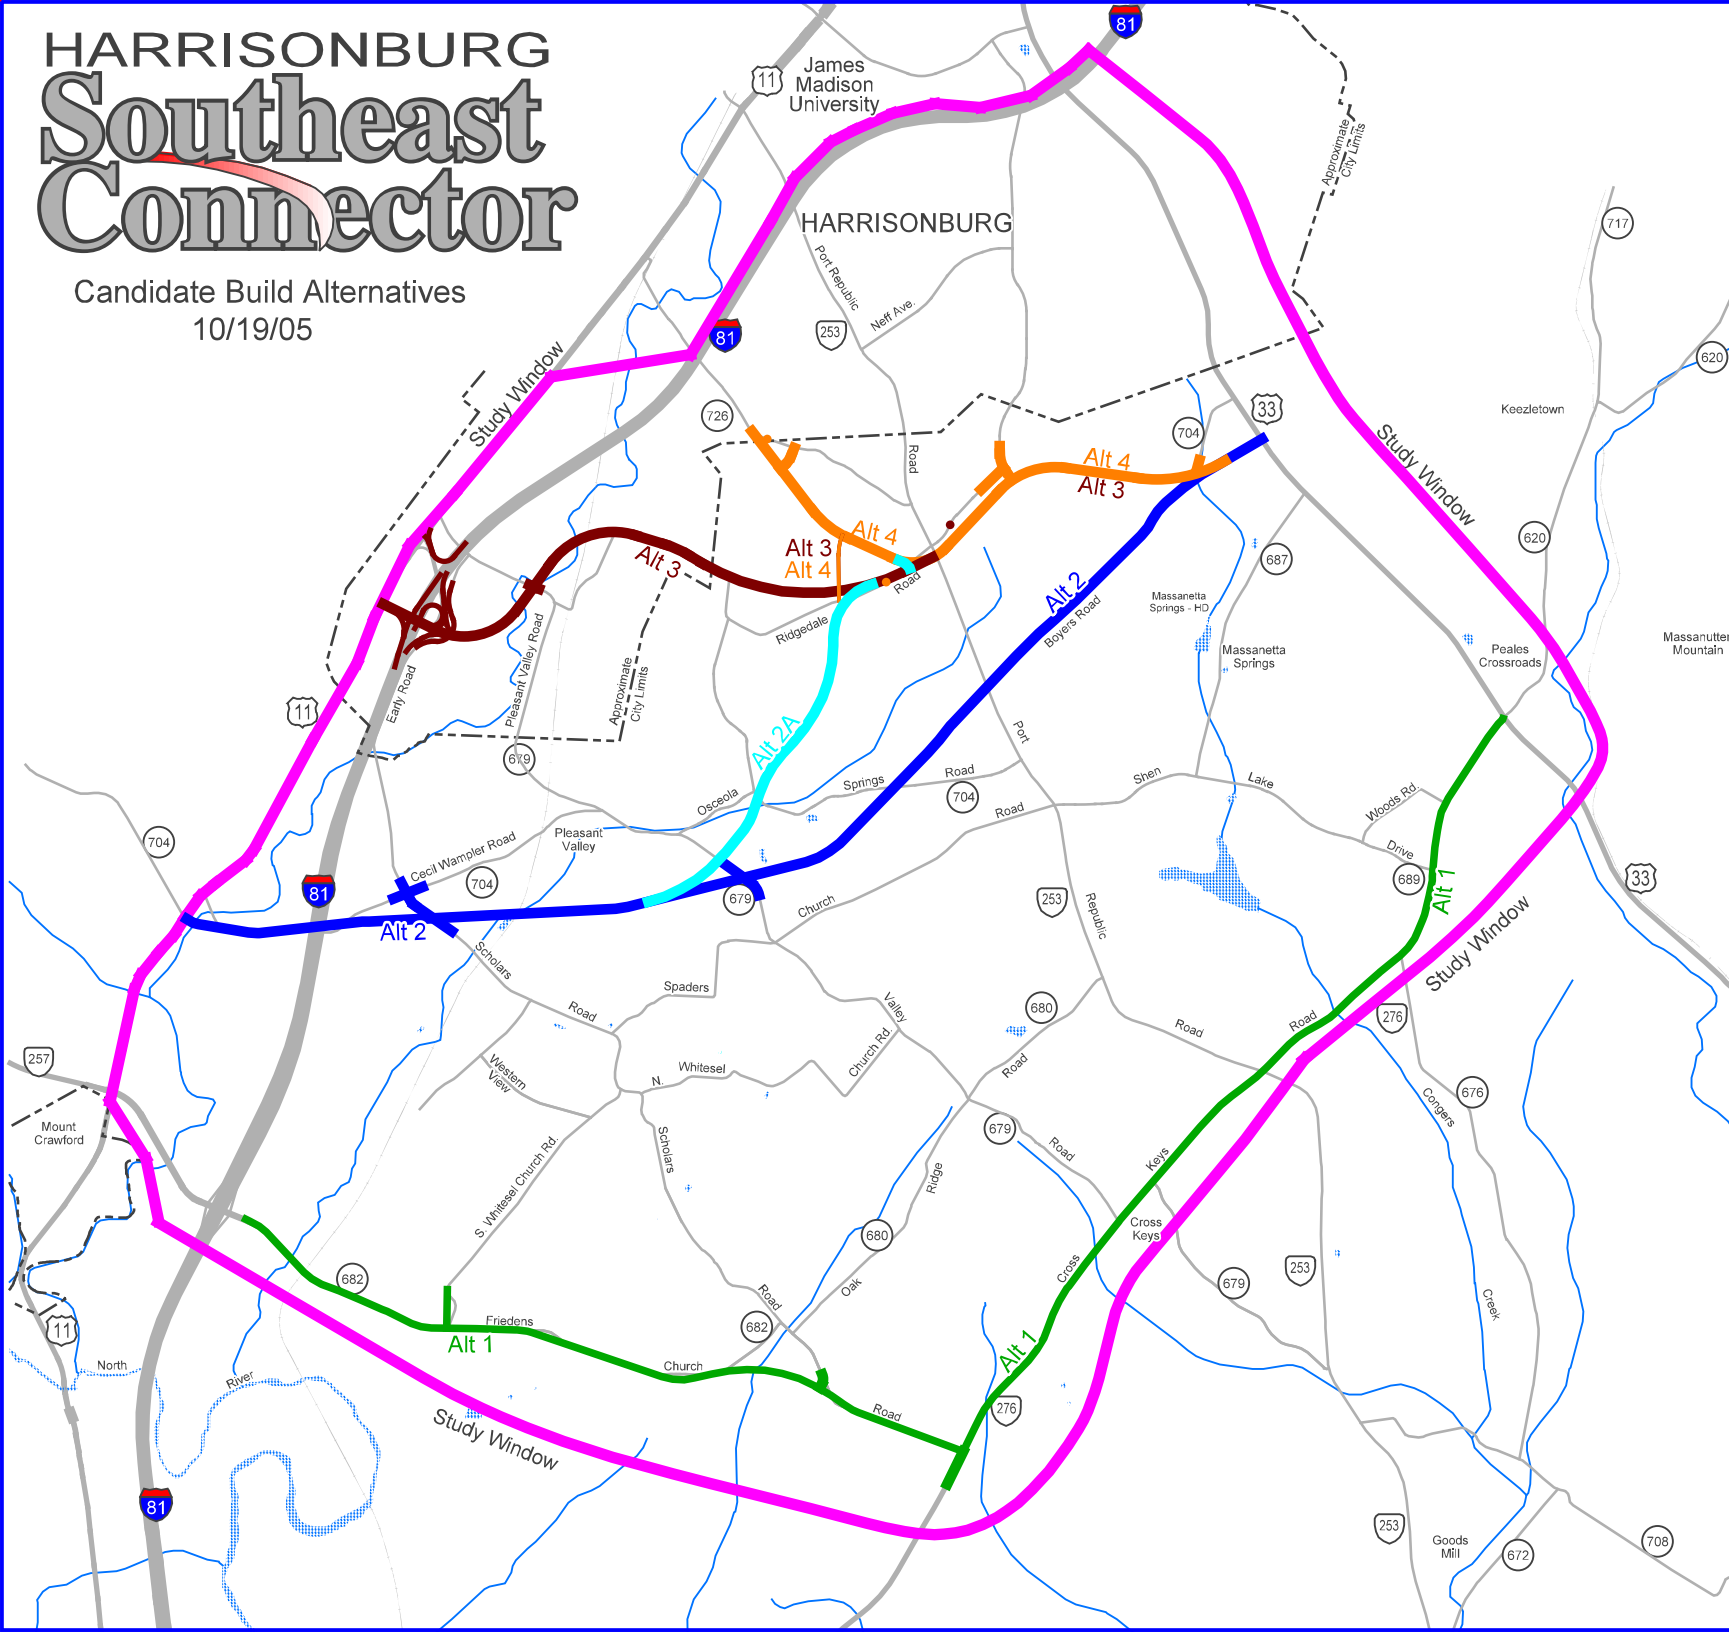 HARRISONBURG
Southeast
Connector
Candidate Build Alternatives
10/19/05
81
11
James
Madison
University
Approximate
City Limits
717
HARRISONBURG
Port Republic
Neff Ave.
253
81
620
Study Window
726
Road
704
33
Keezletown
Study Window
Alt 4
Alt 3
Alt 4
Alt 3
Alt 4
Alt 3
620
687
Road
Alt 2
Boyers Road
Massanetta
Springs - HD
Ridgedale
Massanetta
Springs
Peales
Crossroads
Massanutten
Mountain
Pleasant Valley Road
Early Road
Approximate
City Limits
11
Port
Alt 2A
679
Osceola
Springs
Road
704
Shen
Lake
Woods Rd.
Road
Drive
704
Pleasant
Valley
Cecil Wampler Road
704
81
689
Alt 1
33
679
Church
253
Republic
Alt 2
Study Window
Scholars
Spaders
Valley
Road
680
Road
Road
276
257
Western
View
N.
Whitesel
Church Rd.
Road
676
Congers
Mount
Crawford
679
Road
Scholars
S. Whitesel Church Rd.
Ridge
Keys
Cross
Keys
680
Cross
253
679
682
Oak
Road
Creek
11
Friedens
682
Alt 1
Alt 1
North
River
Church
Road
276
Study Window
81
253
Goods
Mill
672
708